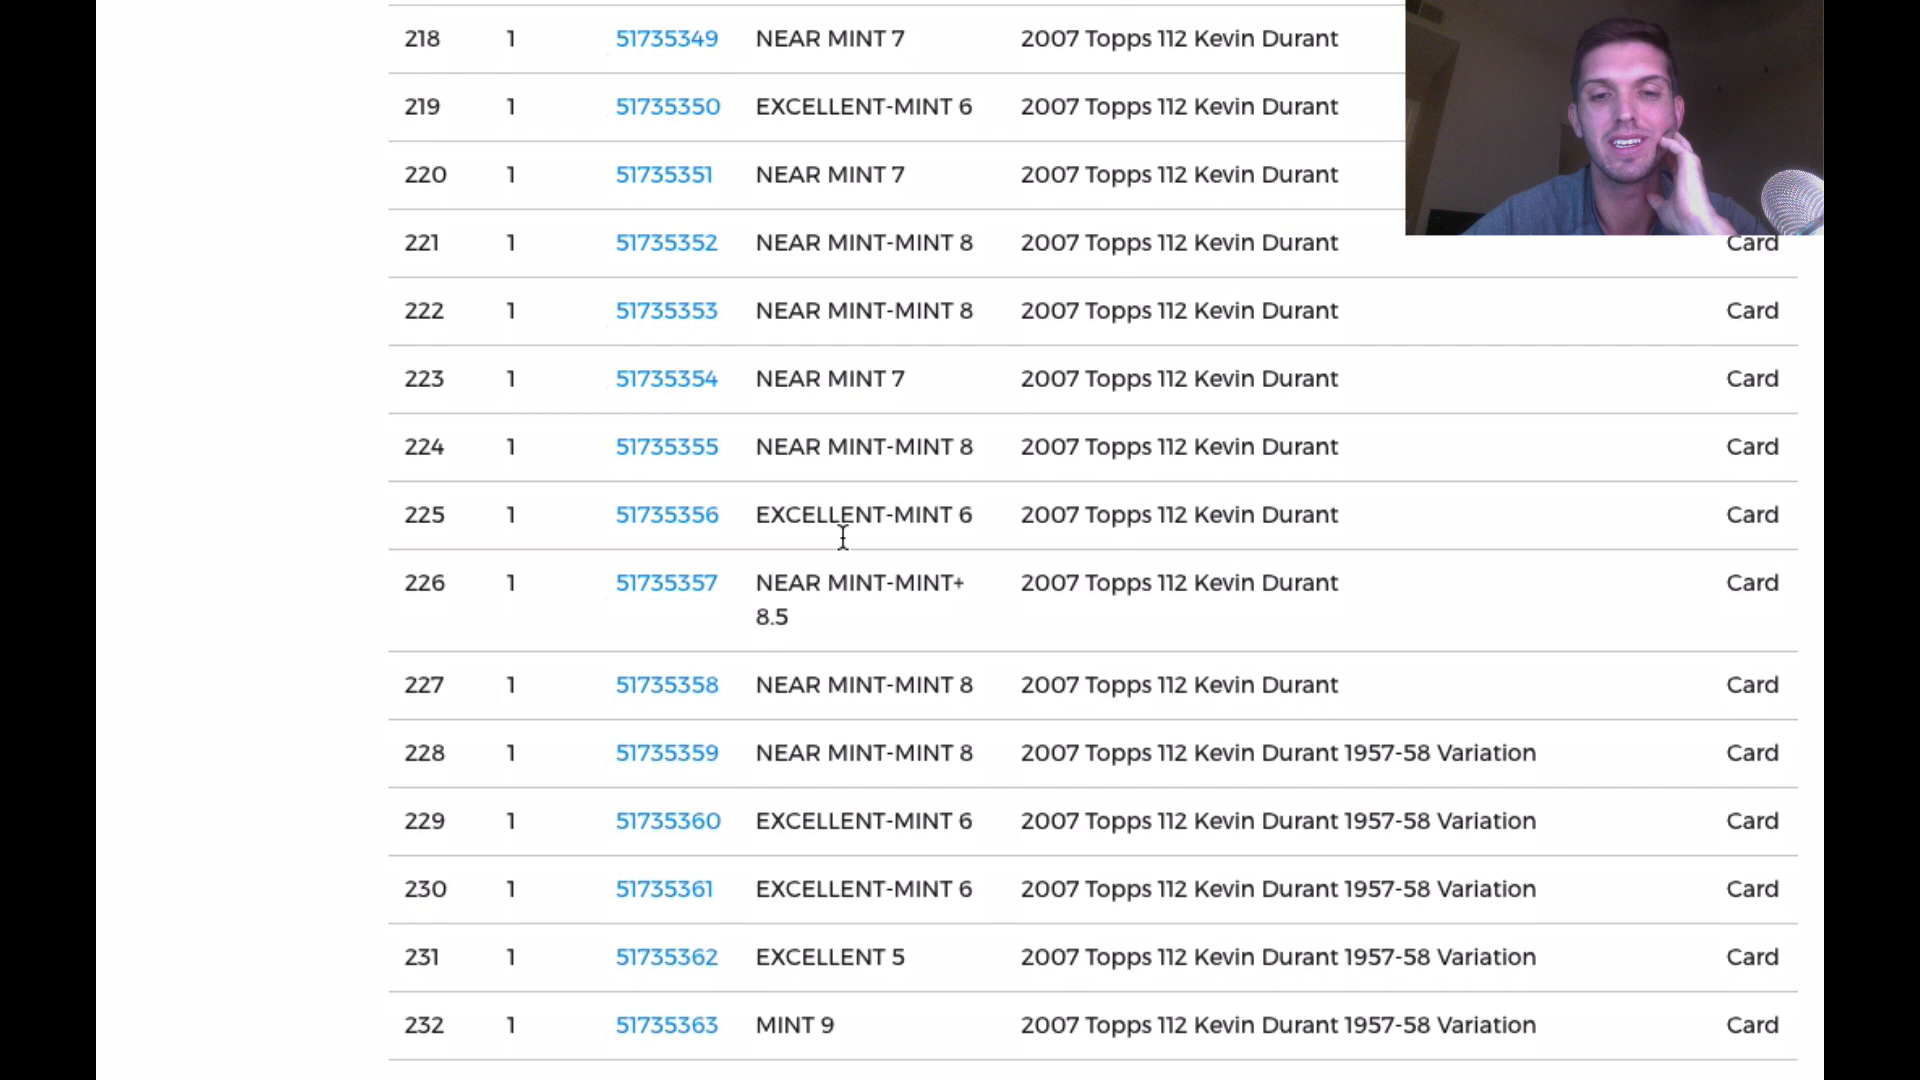 218 1 51735349 NEAR MINT 7 2007 Topps 112 Kevin Durant
219 1 51735350 EXCELLENT-MINT 6 2007 Topps 112 Kevin Durant
220 1 51735351 NEAR MINT 7 2007 Topps 112 Kevin Durant
221 1 51735352 NEAR MINT-MINT 8 2007 Topps 112 Kevin Durant Card
222 1 51735353 NEAR MINT-MINT 8 2007 Topps 112 Kevin Durant Card
223 1 51735354 NEAR MINT 7 2007 Topps 112 Kevin Durant Card
224 1 51735355 NEAR MINT-MINT 8 2007 Topps 112 Kevin Durant Card
225 1 51735356 EXCELLENT-MINT 6 2007 Topps 112 Kevin Durant Card
226 1 51735357 NEAR MINT-MINT+ 2007 Topps 112 Kevin Durant Card
8.5
227 1 51735358 NEAR MINT-MINT 8 2007 Topps 112 Kevin Durant Card
228 1 51735359 NEAR MINT-MINT 8 2007 Topps 112 Kevin Durant 1957-58 Variation Card
229 1 51735360 EXCELLENT-MINT 6 2007 Topps 112 Kevin Durant 1957-58 Variation Card
230 1 51735361 EXCELLENT-MINT 6 2007 Topps 112 Kevin Durant 1957-58 Variation Card
231 1 51735362 EXCELLENT 5 2007 Topps 112 Kevin Durant 1957-58 Variation Card
232 1 51735363 MINT 9 2007 Topps 112 Kevin Durant 1957-58 Variation Card